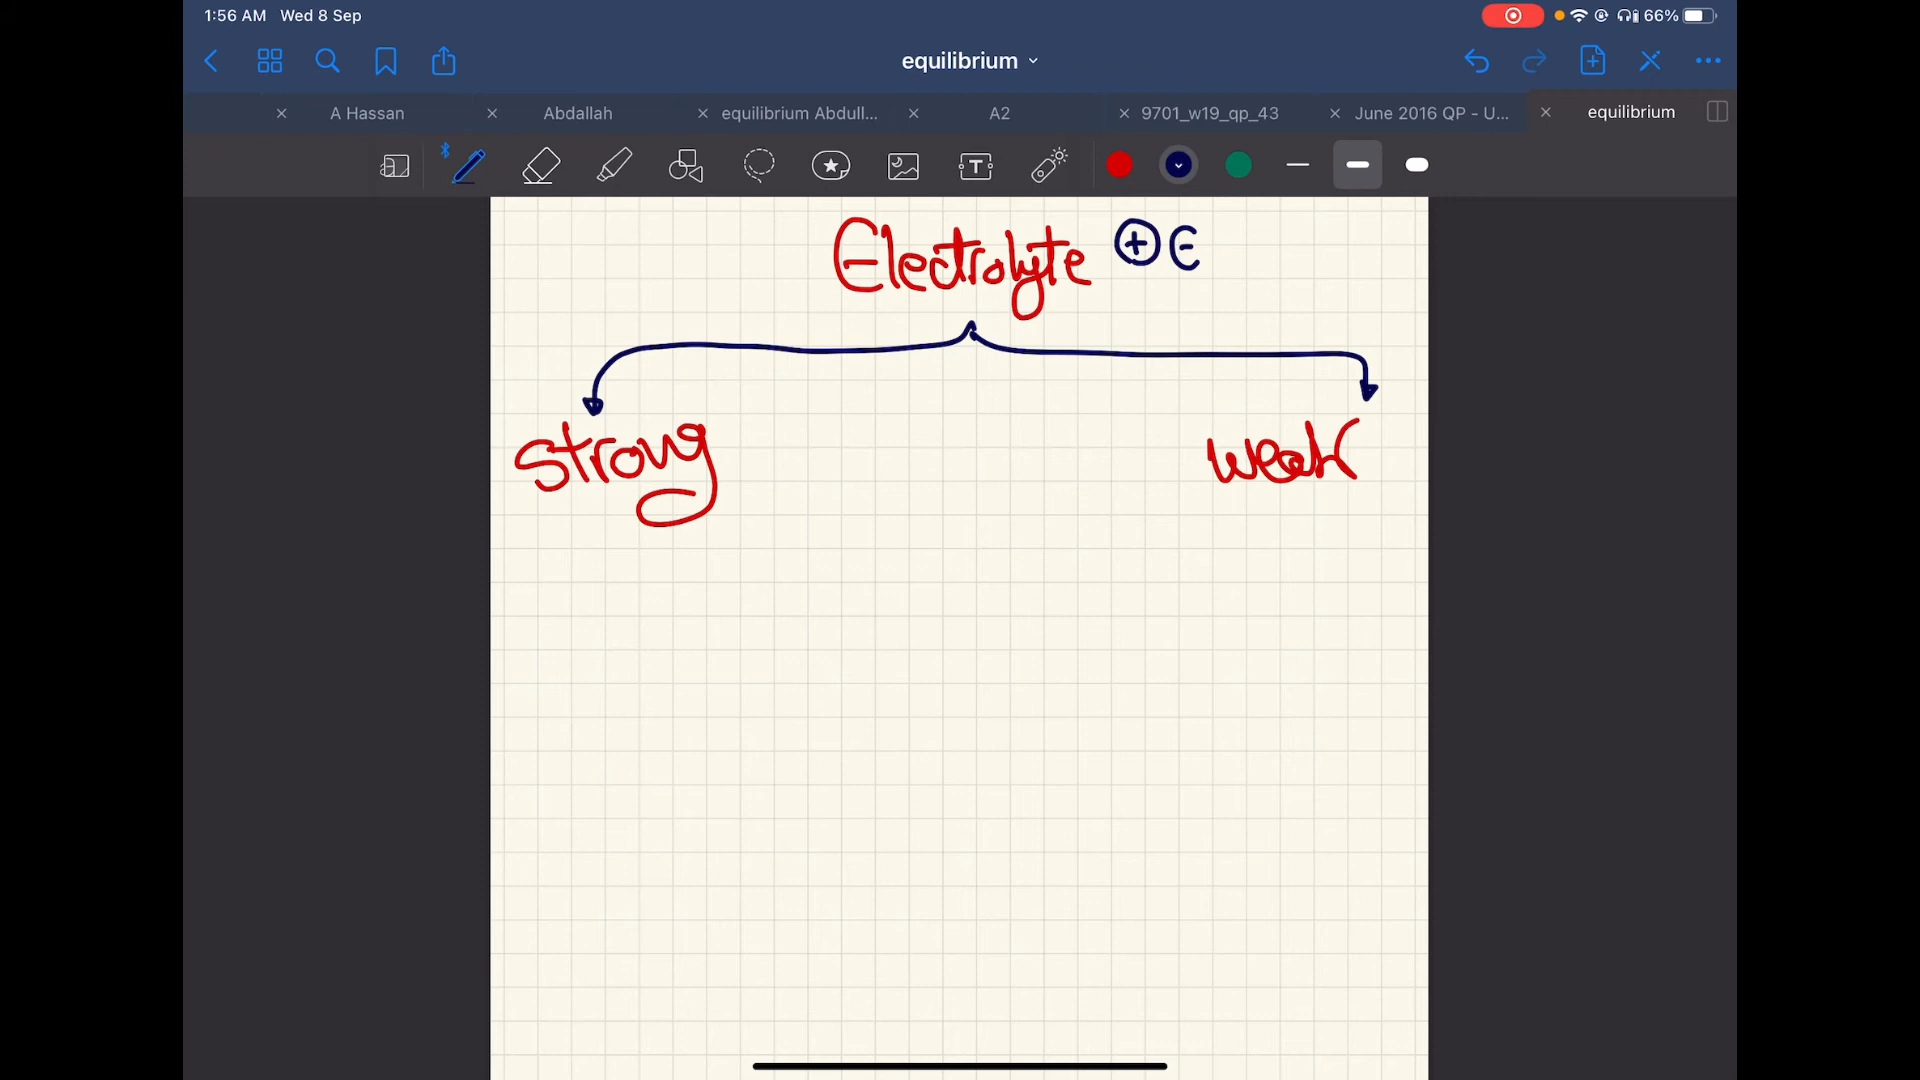 1:56 AM Wed 8 Sep 66%
equilibrium
A Hassan Abdallah equilibrium Abdull... A2 9701_w19_qp_43 June 2016 QP - U... equilibrium
Electrolyte ⊕ ⊖
Strong weak